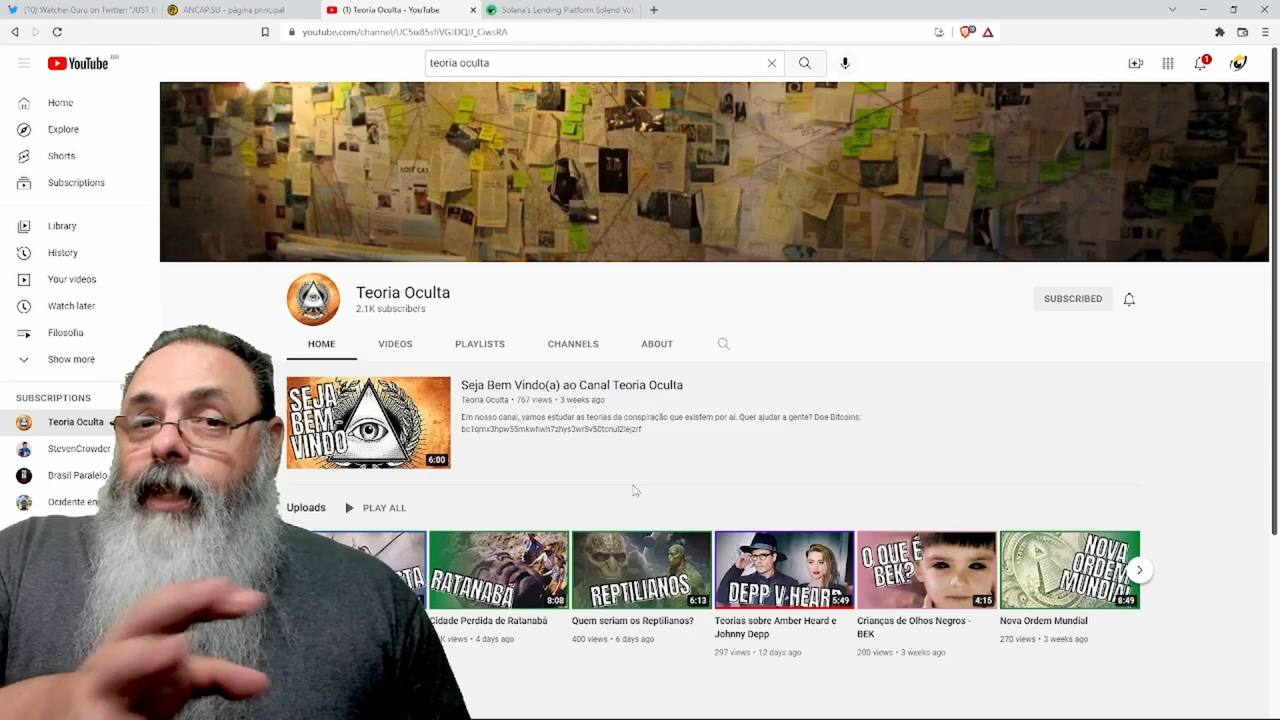 (10) Watcher.Guru on Twitter: "JUST I
ANCAP.SU - página principal
(1) Teoria Oculta - YouTube
Solana's Lending Platform Solend Vot
YouTube BR
teoria oculta
1
Home
Explore
Shorts
Subscriptions
Library
History
Your videos
Watch later
Filosofia
Show more
SUBSCRIPTIONS
Teoria Oculta
StevenCrowder
Brasil Paralelo
Ocidente en
LOST CAT
Teoria Oculta
2.1K subscribers
SUBSCRIBED
HOME
VIDEOS
PLAYLISTS
CHANNELS
ABOUT
SEJA
BEM-
VINDO
6:00
Seja Bem Vindo(a) ao Canal Teoria Oculta
Teoria Oculta • 767 views • 3 weeks ago
Em nosso canal, vamos estudar as teorias da conspiração que existem por aí. Quer ajudar a gente? Doe Bitcoins:
Uploads
PLAY ALL
RATANABÁ
8:08
REPTILIANOS
6:13
DEPP V HEARD
5:49
O QUE É
BEK?
4:15
NOVA
ORDEM
MUNDIAL
8:49
Cidade Perdida de Ratanabá
K views • 4 days ago
Quem seriam os Reptilianos?
400 views • 6 days ago
Teorias sobre Amber Heard e
Johnny Depp
297 views • 12 days ago
Crianças de Olhos Negros -
BEK
200 views • 3 weeks ago
Nova Ordem Mundial
270 views • 3 weeks ago